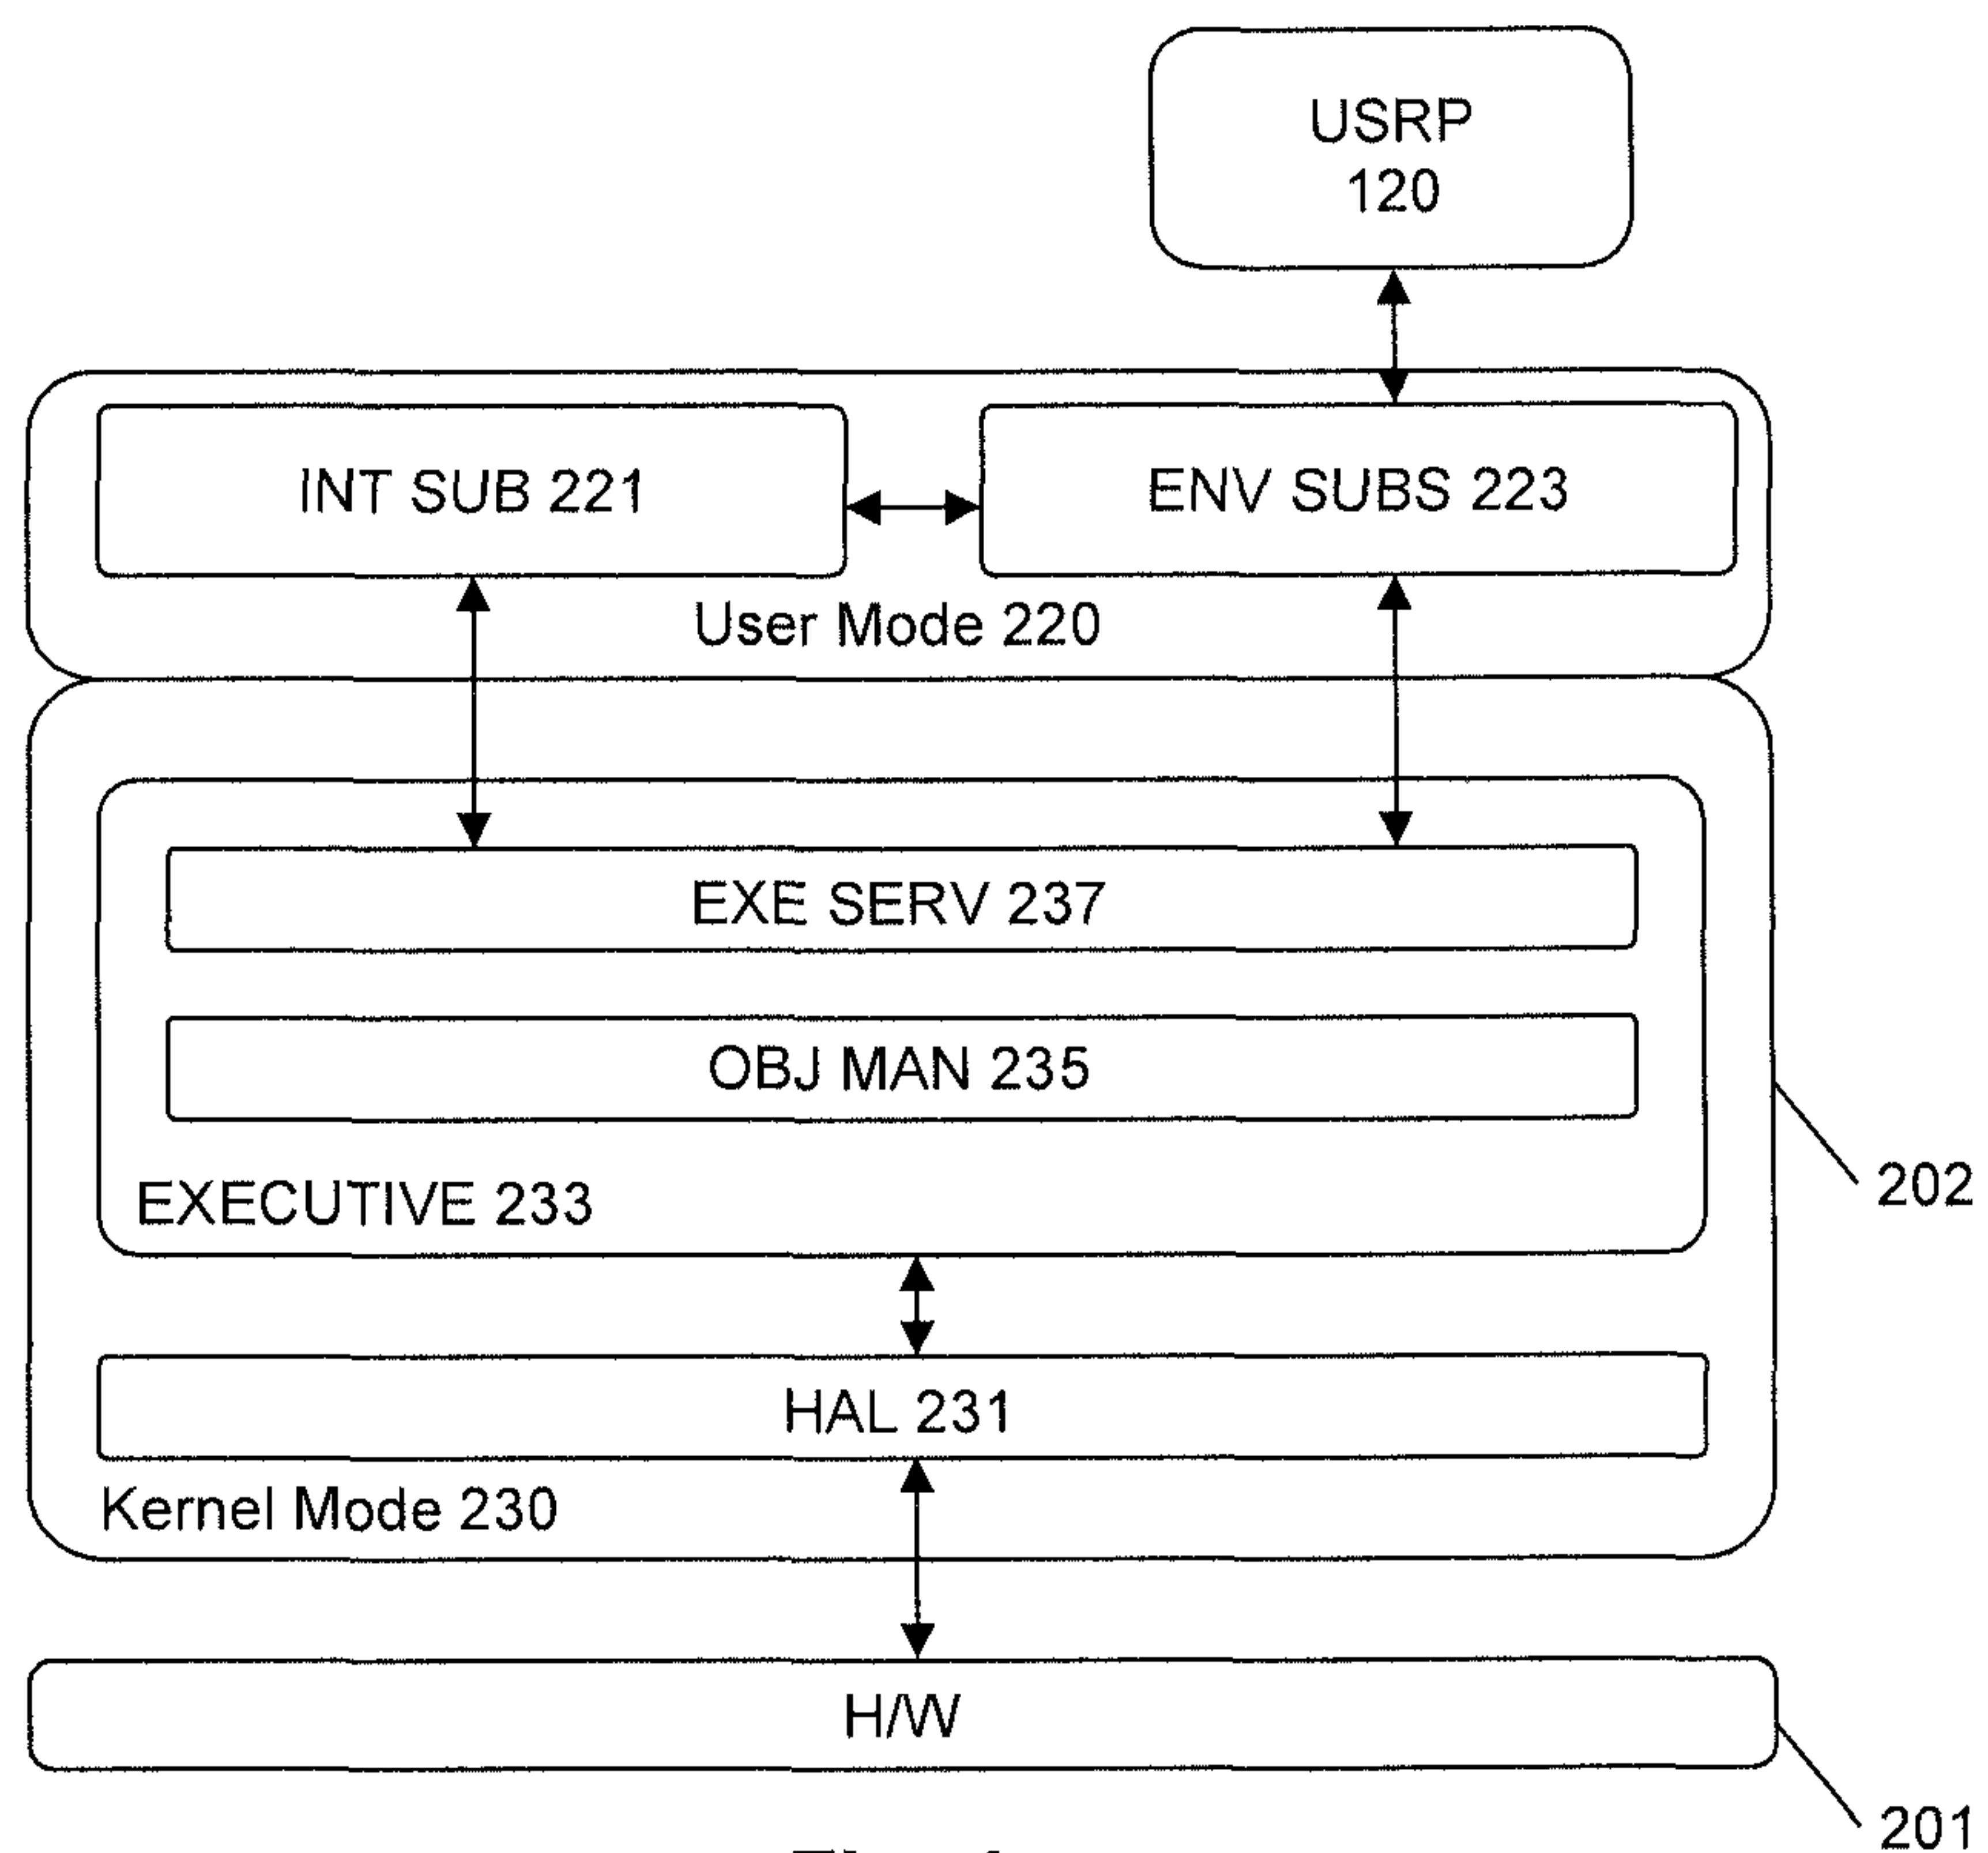 USRP
120
INT SUB 221
ENV SUBS 223
User Mode 220
EXE SERV 237
OBJ MAN 235
EXECUTIVE 233
202
HAL 231
Kernel Mode 230
H/W
201